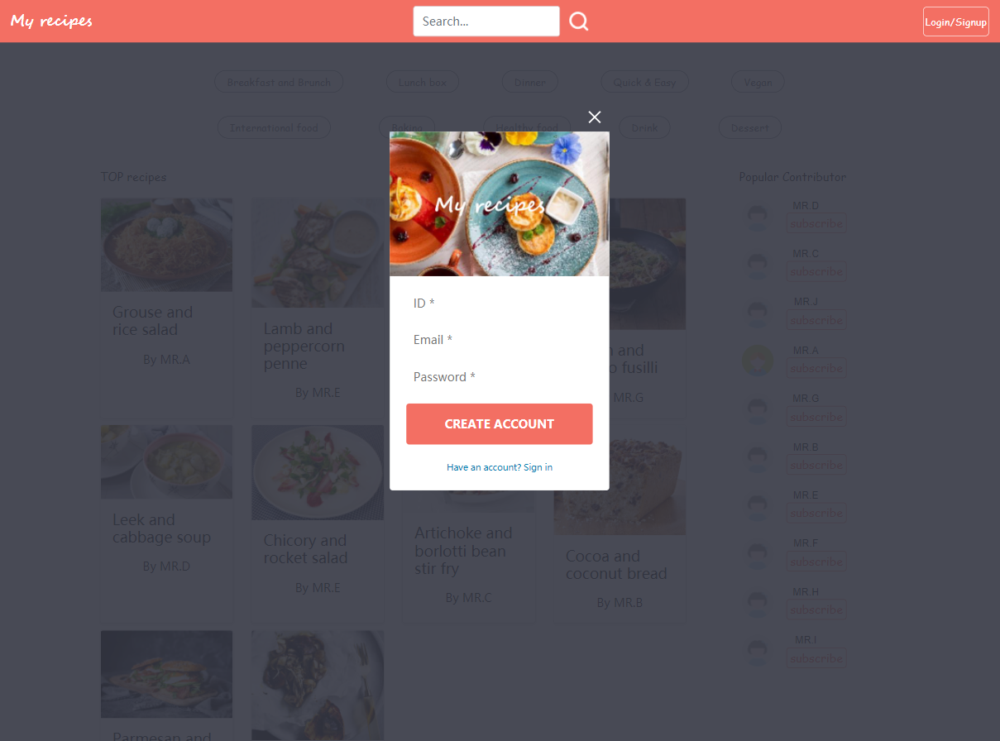 My recipes
Search...
Login/Signup
Breakfast and Brunch
Lunch box
Dinner
Quick & Easy
Vegan
International food
Baking
Healthy Food
Drink
Dessert
TOP recipes
Popular Contributor
My recipes
ID *
Email *
Password *
CREATE ACCOUNT
Have an account? Sign in
Grouse and
rice salad
By MR.A
Lamb and
peppercorn
penne
By MR.E
and
fusilli
MR.G
Leek and
cabbage soup
By MR.D
Chicory and
rocket salad
By MR.E
Artichoke and
borlotti bean
stir fry
By MR.C
Cocoa and
coconut bread
By MR.B
Parmesan and
MR.D
subscribe
MR.C
subscribe
MR.J
subscribe
MR.A
subscribe
MR.G
subscribe
MR.B
subscribe
MR.E
subscribe
MR.F
subscribe
MR.H
subscribe
MR.I
subscribe